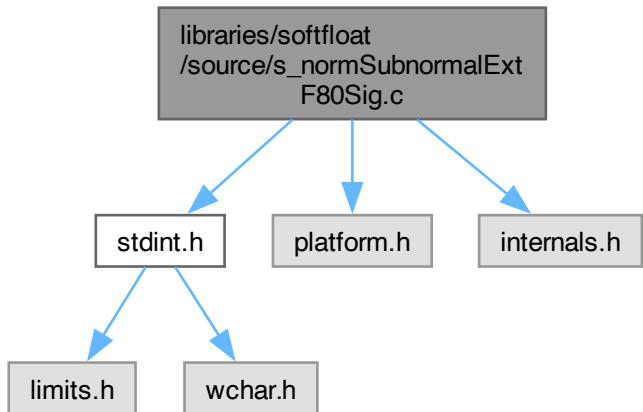 libraries/softfloat
/source/s_normSubnormalExt
F80Sig.c
stdint.h
platform.h
internals.h
limits.h
wchar.h